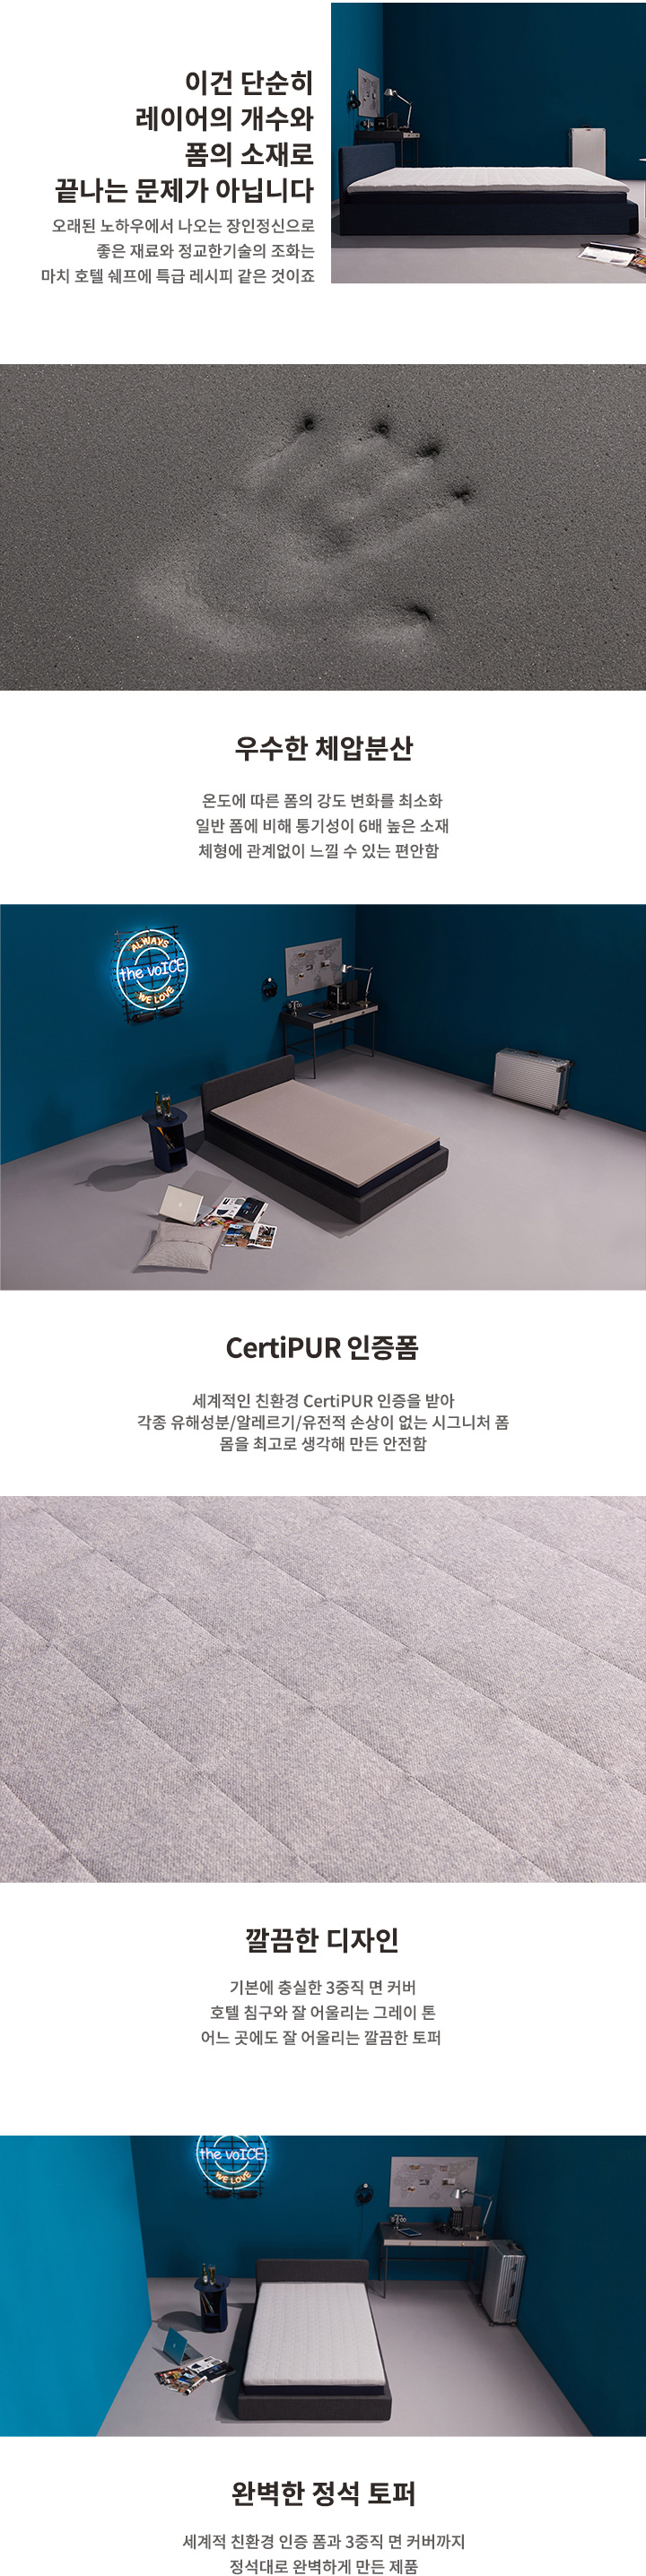 이건 단순히
레이어의 개수와
폼의 소재로
끝나는 문제가 아닙니다
오래된 노하우에서 나오는 장인정신으로
좋은 재료와 정교한기술의 조화는
마치 호텔 쉐프에 특급 레시피 같은 것이죠
우수한 체압분산
온도에 따른 폼의 강도 변화를 최소화
일반 폼에 비해 통기성이 6배 높은 소재
체형에 관계없이 느낄 수 있는 편안함
ALWAYS
the voICE
WE LOVE
CertiPUR 인증폼
세계적인 친환경 CertiPUR 인증을 받아
각종 유해성분/알레르기/유전적 손상이 없는 시그니처 폼
몸을 최고로 생각해 만든 안전함
깔끔한 디자인
기본에 충실한 3중직 면 커버
호텔 침구와 잘 어울리는 그레이 톤
어느 곳에도 잘 어울리는 깔끔한 토퍼
the voICE
WE LOVE
완벽한 정석 토퍼
세계적 친환경 인증 폼과 3중직 면 커버까지
정석대로 완벽하게 만든 제품